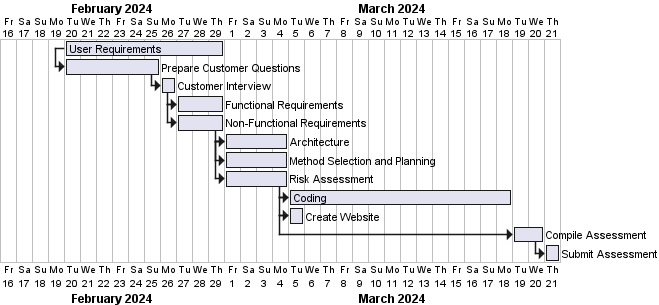 February 2024 March 2024
Fr Sa Su Mo Tu We Th Fr Sa Su Mo Tu We Th Fr Sa Su Mo Tu We Th Fr Sa Su Mo Tu We Th Fr Sa Su Mo Tu We Th
16 17 18 19 20 21 22 23 24 25 26 27 28 29 1 2 3 4 5 6 7 8 9 10 11 12 13 14 15 16 17 18 19 20 21
User Requirements
Prepare Customer Questions
Customer Interview
Functional Requirements
Non-Functional Requirements
Architecture
Method Selection and Planning
Risk Assessment
Coding
Create Website
Compile Assessment
Submit Assessment
Fr Sa Su Mo Tu We Th Fr Sa Su Mo Tu We Th Fr Sa Su Mo Tu We Th Fr Sa Su Mo Tu We Th Fr Sa Su Mo Tu We Th
16 17 18 19 20 21 22 23 24 25 26 27 28 29 1 2 3 4 5 6 7 8 9 10 11 12 13 14 15 16 17 18 19 20 21
February 2024 March 2024